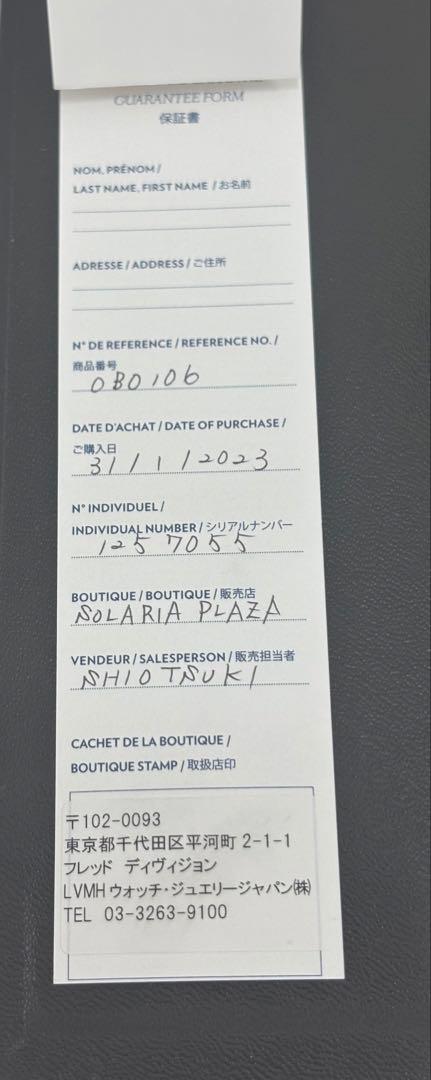 GUARANTEE FORM
保証書
NOM, PRÉNOM /
LAST NAME, FIRST NAME / お名前
ADRESSE / ADDRESS / ご住所
N° DE REFERENCE / REFERENCE NO. /
商品番号
0B0106
DATE D'ACHAT / DATE OF PURCHASE /
ご購入日
31/1/2023
N° INDIVIDUEL /
INDIVIDUAL NUMBER / シリアルナンバー
1257055
BOUTIQUE / BOUTIQUE / 販売店
SOLARIA PLAZA
VENDEUR / SALESPERSON / 販売担当者
SHIOTSUKI
CACHET DE LA BOUTIQUE /
BOUTIQUE STAMP / 取扱店印
〒102-0093
東京都千代田区平河町 2-1-1
フレッド ディヴィジョン
LVMH ウォッチ・ジュエリージャパン㈱
TEL 03-3263-9100